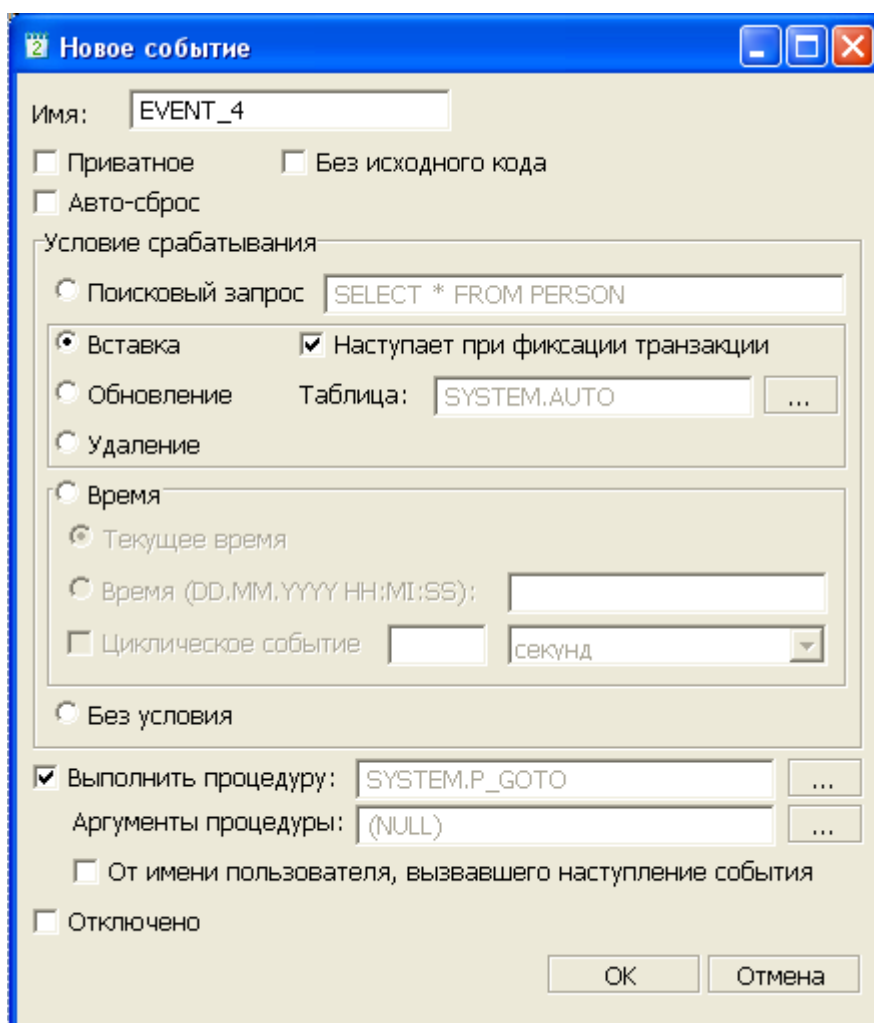 2 Новое событие
Имя: EVENT_4
Приватное Без исходного кода
Авто-сброс
Условие срабатывания
Поисковый запрос SELECT * FROM PERSON
Вставка Наступает при фиксации транзакции
Обновление Таблица: SYSTEM.AUTO ...
Удаление
Время
Текущее время
Время (DD.MM.YYYY HH:MI:SS):
Циклическое событие секунд
Без условия
Выполнить процедуру: SYSTEM.P_GOTO ...
Аргументы процедуры: (NULL) ...
От имени пользователя, вызвавшего наступление события
Отключено
OK Отмена